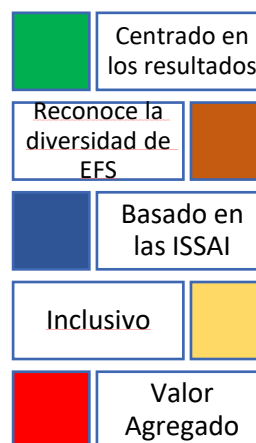 Centrado en
los resultados
Reconoce la
diversidad de
EFS
Basado en
las ISSAI
Inclusivo
Valor
Agregado